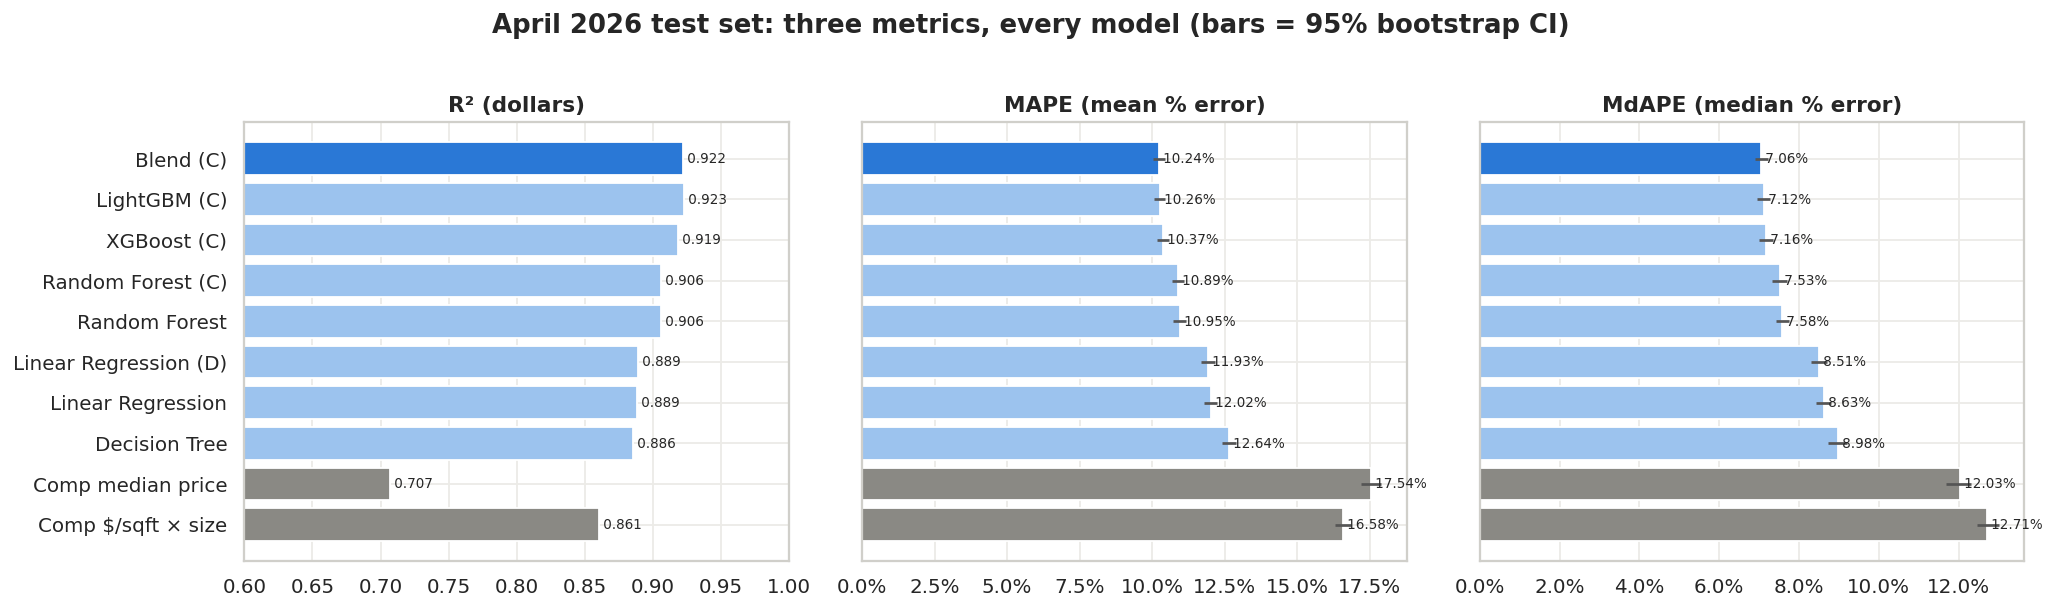 April 2026 test set: three metrics, every model (bars = 95% bootstrap CI)
R² (dollars)
Blend (C)
LightGBM (C)
XGBoost (C)
Random Forest (C)
Random Forest
Linear Regression (D)
Linear Regression
Decision Tree
Comp median price
Comp $/sqft × size
0.922
0.923
0.919
0.906
0.906
0.889
0.889
0.886
0.707
0.861
0.60 0.65 0.70 0.75 0.80 0.85 0.90 0.95 1.00
MAPE (mean % error)
10.24%
10.26%
10.37%
10.89%
10.95%
11.93%
12.02%
12.64%
17.54%
16.58%
0.0% 2.5% 5.0% 7.5% 10.0% 12.5% 15.0% 17.5%
MdAPE (median % error)
7.06%
7.12%
7.16%
7.53%
7.58%
8.51%
8.63%
8.98%
12.03%
12.71%
0.0% 2.0% 4.0% 6.0% 8.0% 10.0% 12.0%